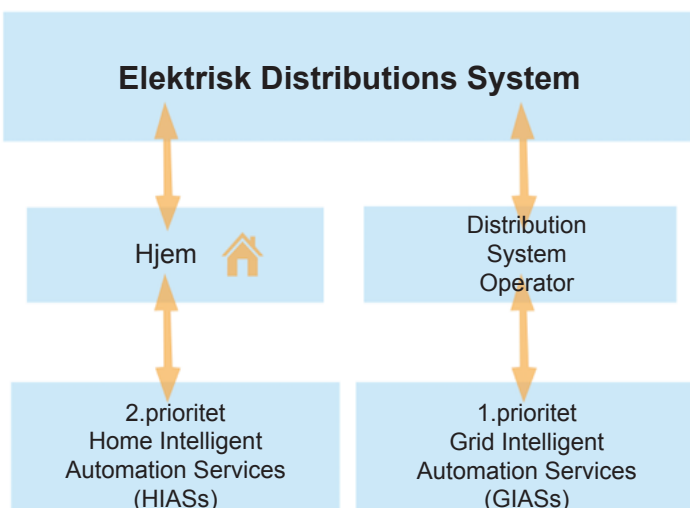 Elektrisk Distributions System
Hjem
Distribution
System
Operator
2.prioritet
Home Intelligent
Automation Services
(HIASs)
1.prioritet
Grid Intelligent
Automation Services
(GIASs)